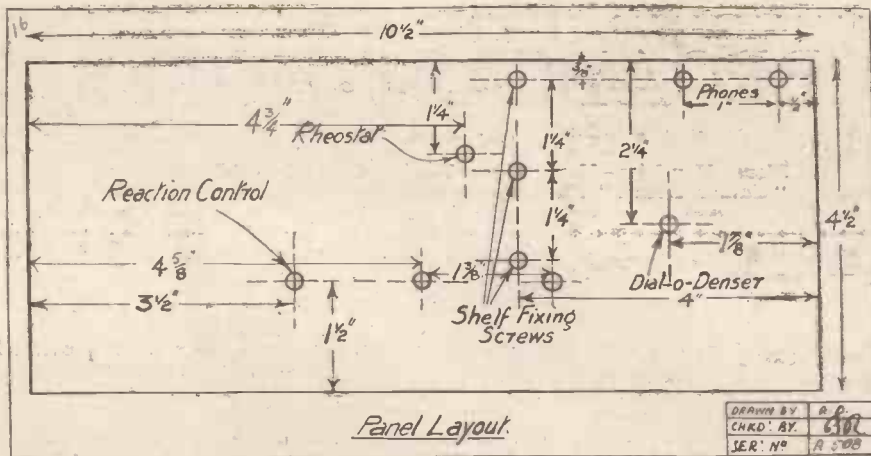 16
10½"
3/8"
Phones
1"
½"
4¾"
1¼"
Rheostat
1¼"
2¼"
Reaction Control
1¼"
4½"
4⅝"
1⅜"
1⅞"
3½"
Dial-o-Denser
4"
1½"
Shelf Fixing
Screws
Panel Layout.
DRAWN BY
CHKD. BY.
SER. Nº A 508